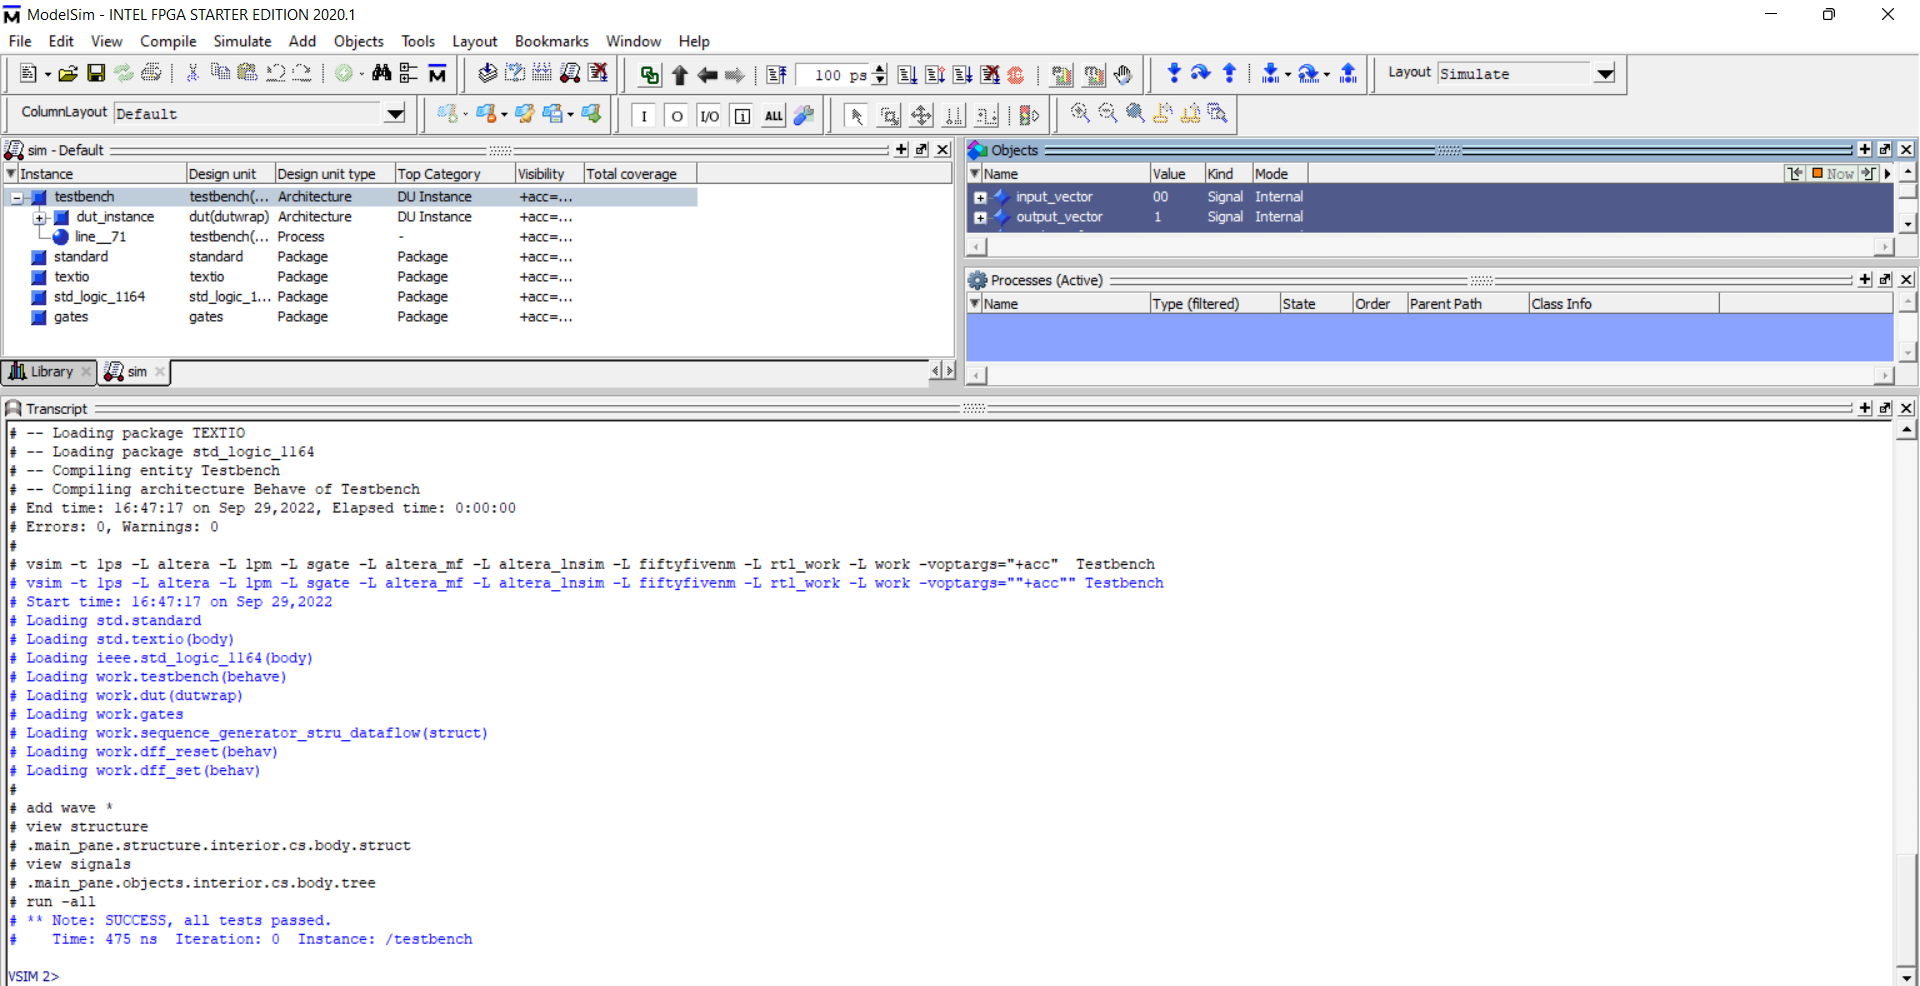 ModelSim - INTEL FPGA STARTER EDITION 2020.1
File Edit View Compile Simulate Add Objects Tools Layout Bookmarks Window Help
100 ps
Layout Simulate
ColumnLayout Default
I O I/O i ALL
sim - Default
Instance Design unit Design unit type Top Category Visibility Total coverage
testbench testbench(... Architecture DU Instance +acc=...
dut_instance dut(dutwrap) Architecture DU Instance +acc=...
line__71 testbench(... Process - +acc=...
standard standard Package Package +acc=...
textio textio Package Package +acc=...
std_logic_1164 std_logic_1... Package Package +acc=...
gates gates Package Package +acc=...
Library sim
Objects
Name Value Kind Mode Now
input_vector 00 Signal Internal
output_vector 1 Signal Internal
Processes (Active)
Name Type (filtered) State Order Parent Path Class Info
Transcript
# -- Loading package TEXTIO
# -- Loading package std_logic_1164
# -- Compiling entity Testbench
# -- Compiling architecture Behave of Testbench
# End time: 16:47:17 on Sep 29,2022, Elapsed time: 0:00:00
# Errors: 0, Warnings: 0
#
# vsim -t 1ps -L altera -L lpm -L sgate -L altera_mf -L altera_lnsim -L fiftyfivenm -L rtl_work -L work -voptargs="+acc"  Testbench
# vsim -t 1ps -L altera -L lpm -L sgate -L altera_mf -L altera_lnsim -L fiftyfivenm -L rtl_work -L work -voptargs=""+acc"" Testbench
# Start time: 16:47:17 on Sep 29,2022
# Loading std.standard
# Loading std.textio(body)
# Loading ieee.std_logic_1164(body)
# Loading work.testbench(behave)
# Loading work.dut(dutwrap)
# Loading work.gates
# Loading work.sequence_generator_stru_dataflow(struct)
# Loading work.dff_reset(behav)
# Loading work.dff_set(behav)
#
# add wave *
# view structure
# .main_pane.structure.interior.cs.body.struct
# view signals
# .main_pane.objects.interior.cs.body.tree
# run -all
# ** Note: SUCCESS, all tests passed.
#    Time: 475 ns  Iteration: 0  Instance: /testbench
VSIM 2>